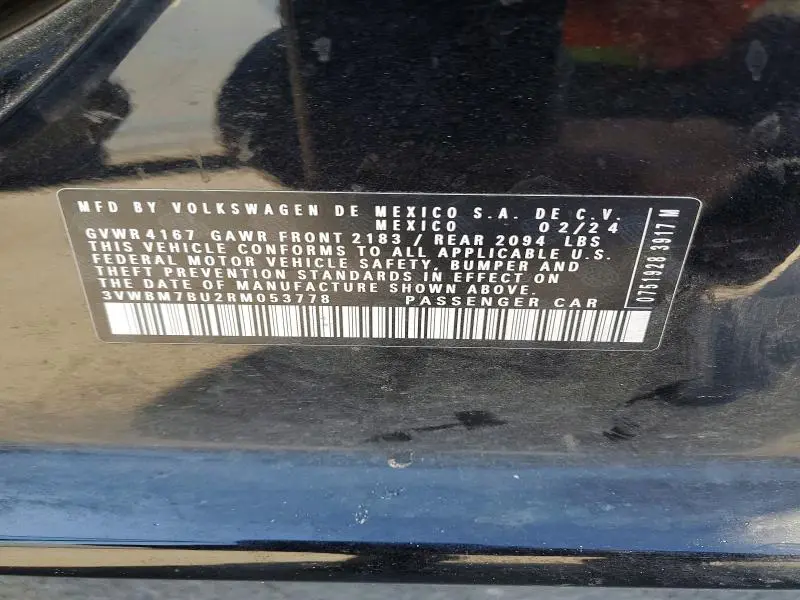 MFD BY VOLKSWAGEN DE MEXICO S.A. DE C.V.
MEXICO 02/24
GVWR 4167 GAWR FRONT 2183 / REAR 2094 LBS
THIS VEHICLE CONFORMS TO ALL APPLICABLE U.S.
FEDERAL MOTOR VEHICLE SAFETY, BUMPER AND
THEFT PREVENTION STANDARDS IN EFFECT ON
THE DATE OF MANUFACTURE SHOWN ABOVE.
3VWBM7BU2RM053778 PASSENGER CAR
0751928 3917 M